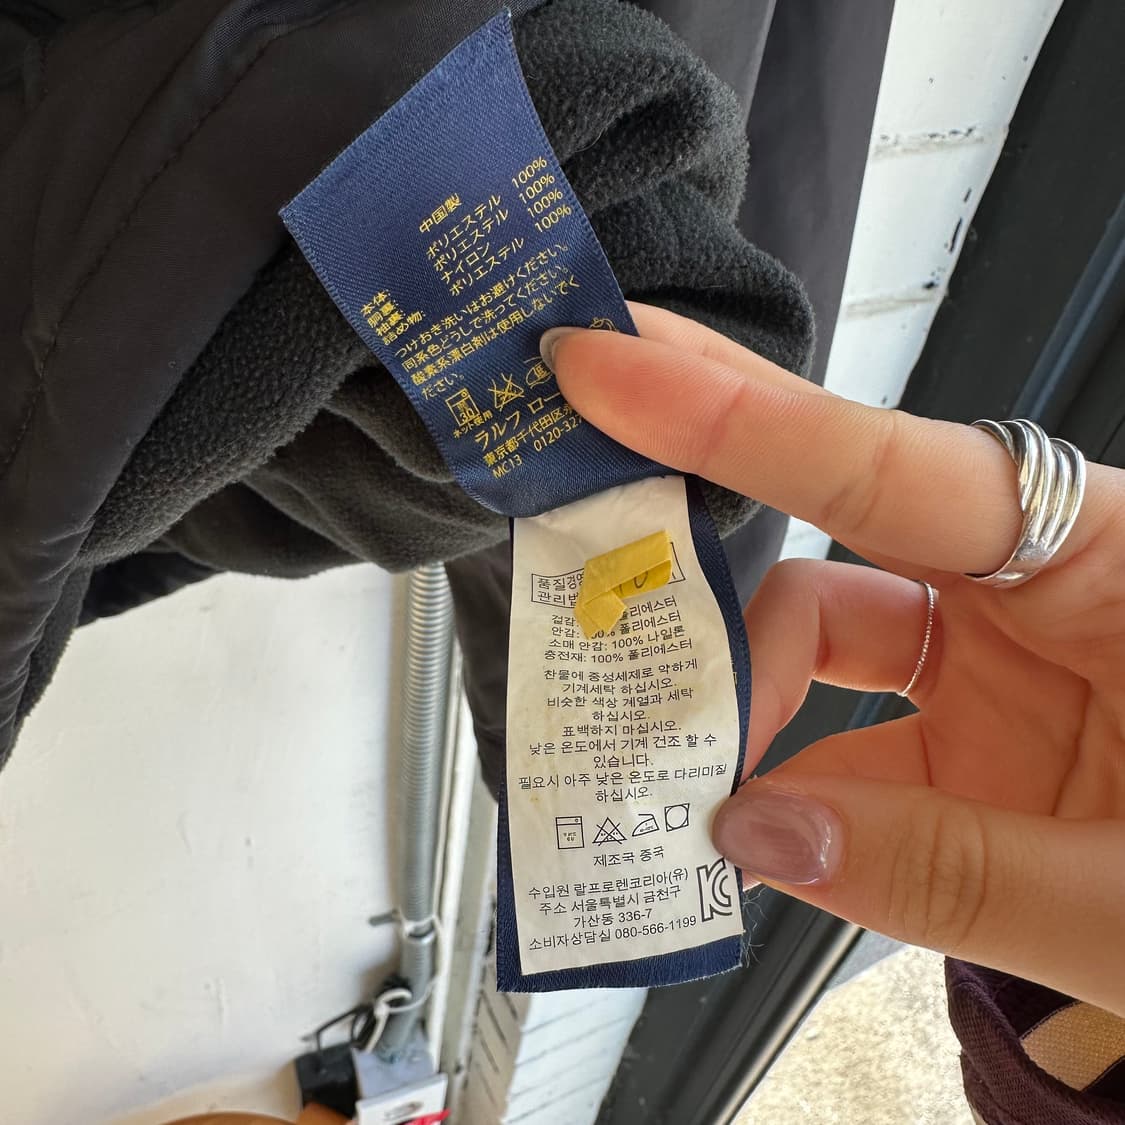 中国製
本体: ポリエステル 100%
胴裏: ポリエステル 100%
袖裏: ナイロン 100%
詰め物: ポリエステル 100%
つけおき洗いはお避けください。
同系色どうしで洗ってください。
酸素系漂白剤は使用しないでく
ださい。
30
ネット使用
ラルフ ロー
東京都千代田区
MC13 0120-32
품질경영
관리법
겉감: 폴리에스터
안감: 100% 폴리에스터
소매 안감: 100% 나일론
충전재: 100% 폴리에스터
찬물에 중성세제로 약하게
기계세탁 하십시오.
비슷한 색상 계열과 세탁
하십시오.
표백하지 마십시오.
낮은 온도에서 기계 건조 할 수
있습니다.
필요시 아주 낮은 온도로 다리미질
하십시오.
제조국 중국
수입원 랄프로렌코리아(유)
주소 서울특별시 금천구
가산동 336-7
소비자상담실 080-566-1199